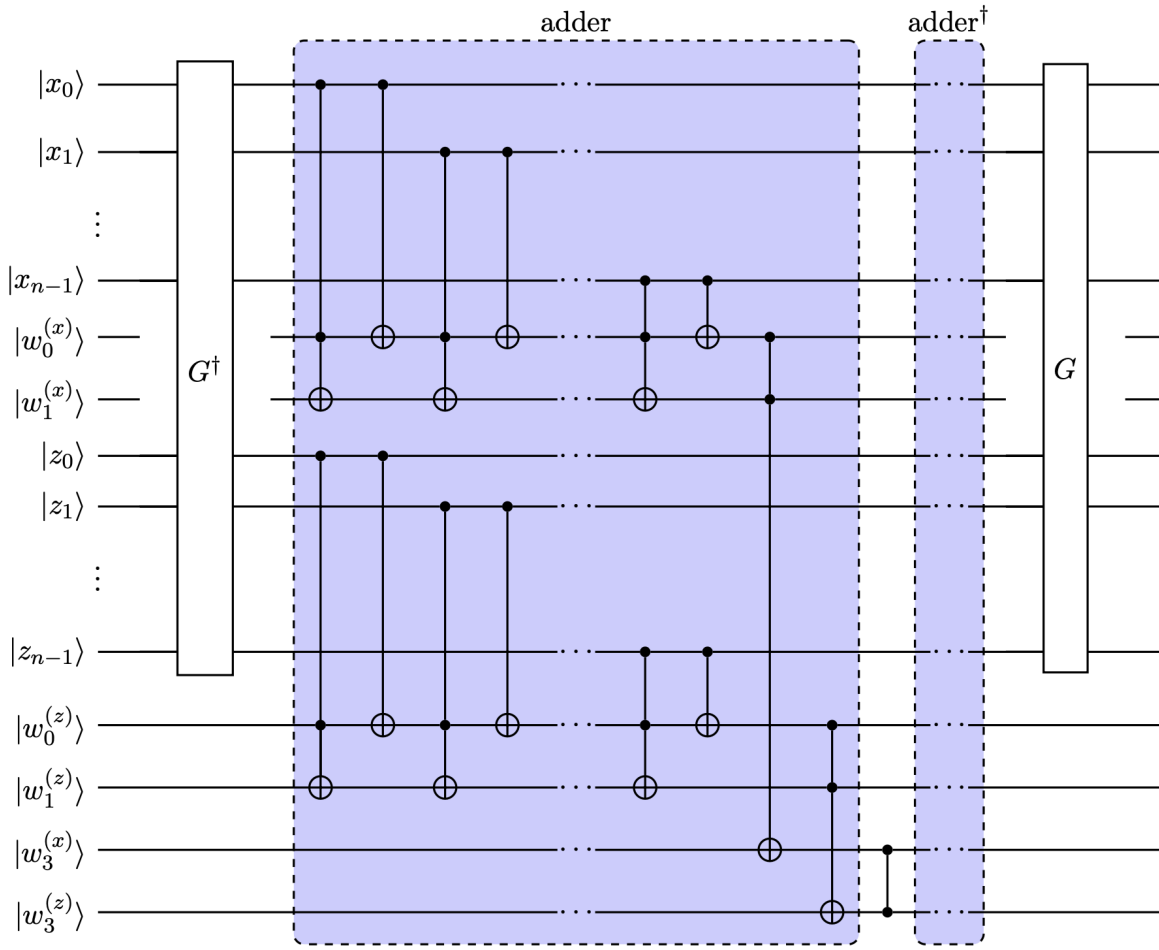 adder adder†
|x₀⟩
|x₁⟩
⋮
|xₙ₋₁⟩
|w₀⁽ˣ⁾⟩
G† G
|w₁⁽ˣ⁾⟩
|z₀⟩
|z₁⟩
⋮
|zₙ₋₁⟩
|w₀⁽ᶻ⁾⟩
|w₁⁽ᶻ⁾⟩
|w₃⁽ˣ⁾⟩
|w₃⁽ᶻ⁾⟩